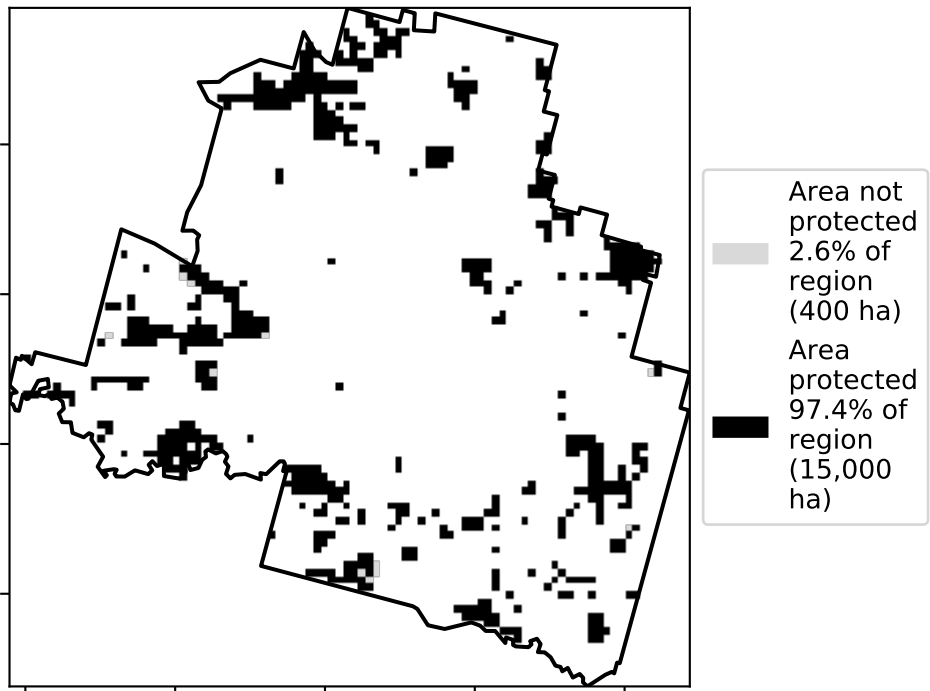 Area not
protected
2.6% of
region
(400 ha)
Area
protected
97.4% of
region
(15,000
ha)